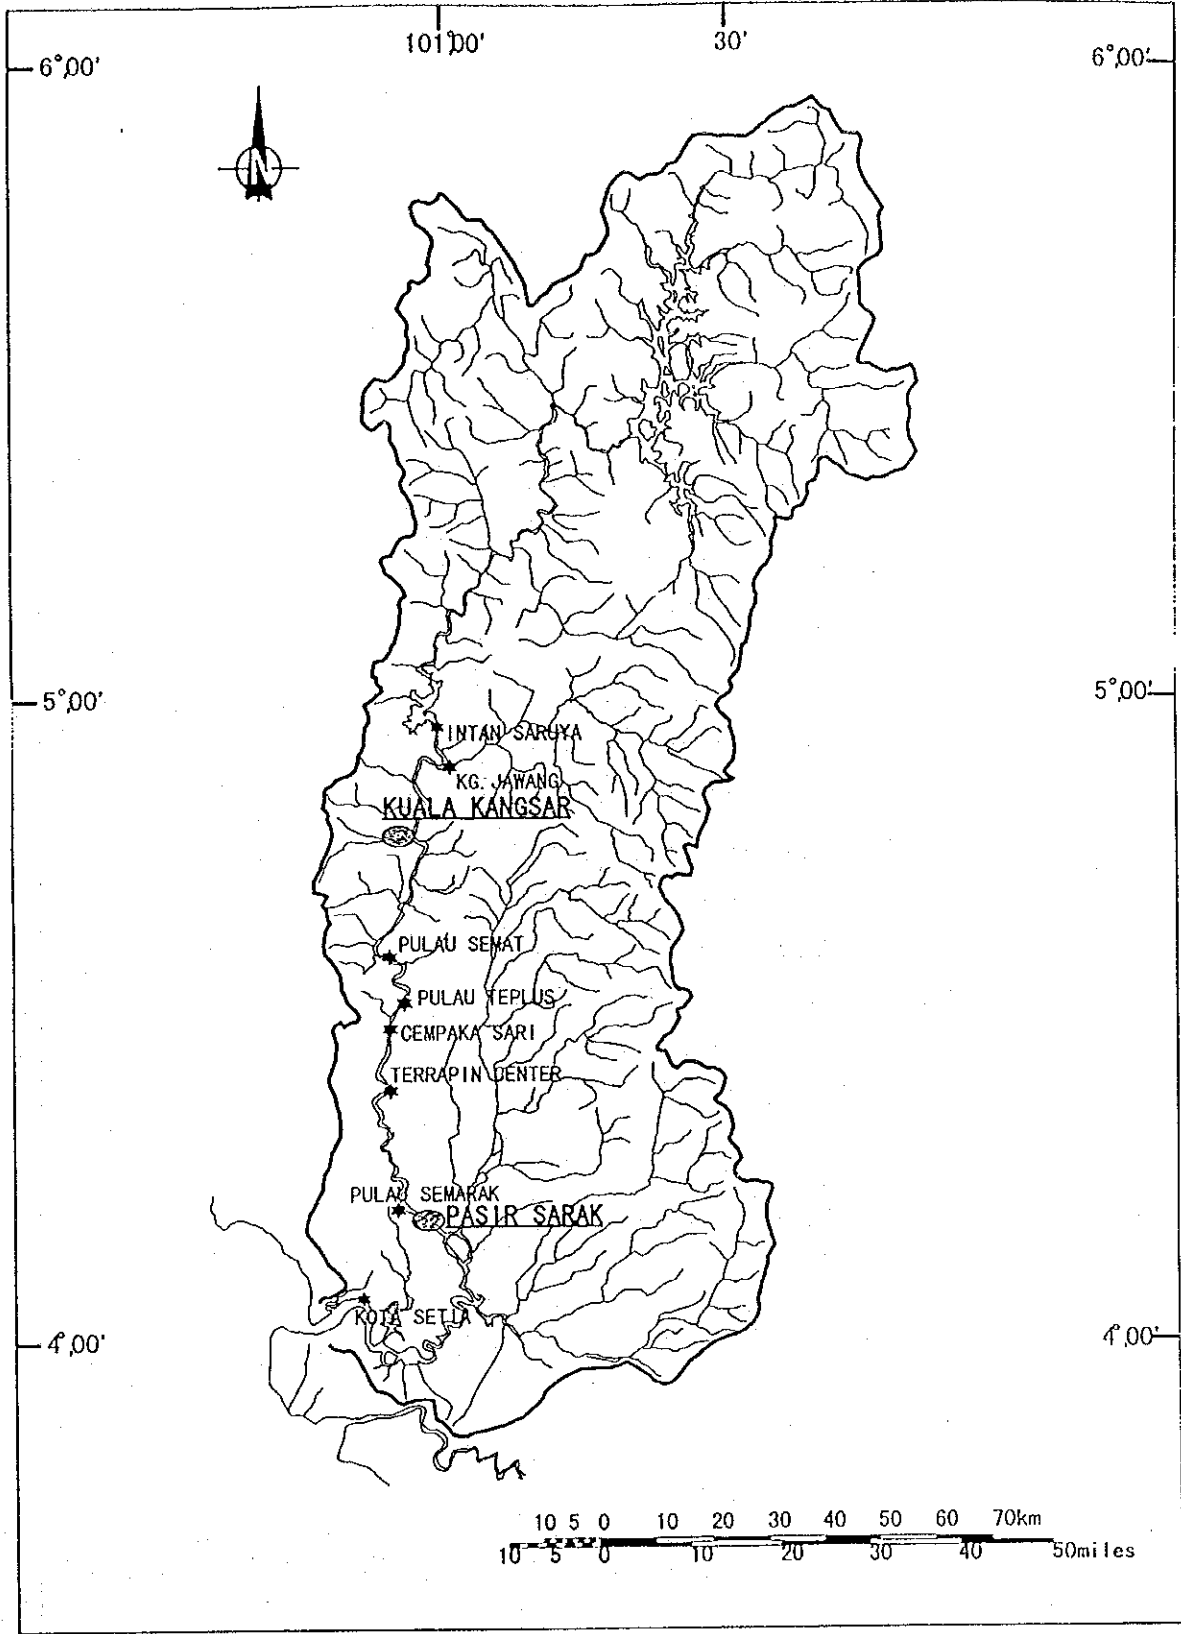 101°00' 30'
6°00' 6°00'
N
5°00' 5°00'
INTAN SARUYA
KG. JAWANG
KUALA KANGSAR
PULAU SEMAT
PULAU TEPLUS
CEMPAKA SARI
TERRAPIN CENTER
PULAU SEMARAK
PASIR SARAK
KOTA SETIA
4°00' 4°00'
10 5 0 10 20 30 40 50 60 70km
10 5 0 10 20 30 40 50miles